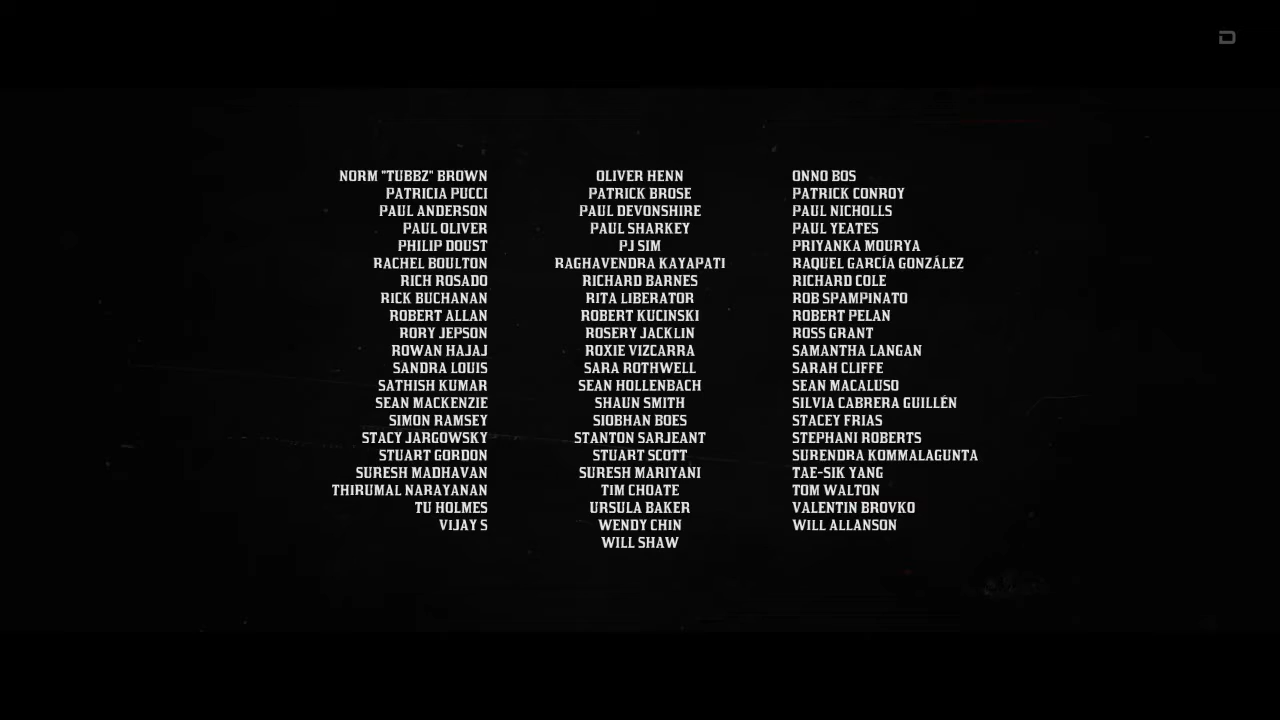 NORM "TUBBZ" BROWN OLIVER HENN ONNO BOS
PATRICIA PUCCI PATRICK BROSE PATRICK CONROY
PAUL ANDERSON PAUL DEVONSHIRE PAUL NICHOLLS
PAUL OLIVER PAUL SHARKEY PAUL YEATES
PHILIP DOUST PJ SIM PRIYANKA MOURYA
RACHEL BOULTON RAGHAVENDRA KAYAPATI RAQUEL GARCÍA GONZÁLEZ
RICH ROSADO RICHARD BARNES RICHARD COLE
RICK BUCHANAN RITA LIBERATOR ROB SPAMPINATO
ROBERT ALLAN ROBERT KUCINSKI ROBERT PELAN
RORY JEPSON ROSERY JACKLIN ROSS GRANT
ROWAN HAJAJ ROXIE VIZCARRA SAMANTHA LANGAN
SANDRA LOUIS SARA ROTHWELL SARAH CLIFFE
SATHISH KUMAR SEAN HOLLENBACH SEAN MACALUSO
SEAN MACKENZIE SHAUN SMITH SILVIA CABRERA GUILLÉN
SIMON RAMSEY SIOBHAN BOES STACEY FRIAS
STACY JARGOWSKY STANTON SARJEANT STEPHANI ROBERTS
STUART GORDON STUART SCOTT SURENDRA KOMMALAGUNTA
SURESH MADHAVAN SURESH MARIYANI TAE-SIK YANG
THIRUMAL NARAYANAN TIM CHOATE TOM WALTON
TU HOLMES URSULA BAKER VALENTIN BROVKO
VIJAY S WENDY CHIN WILL ALLANSON
WILL SHAW